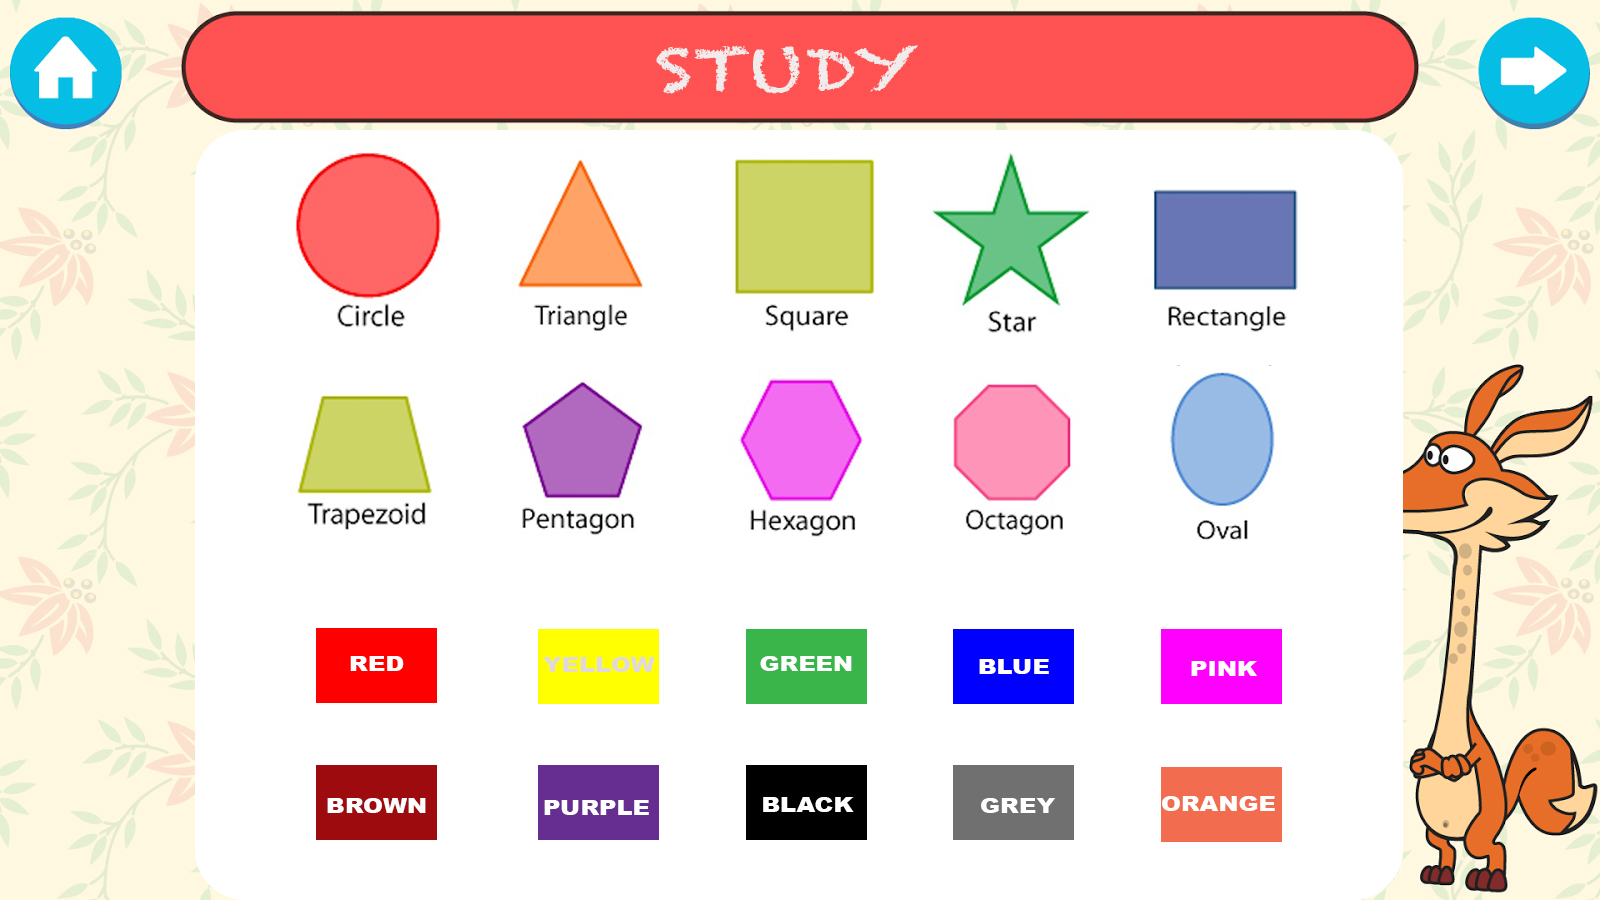 STUDY
Circle
Triangle
Square
Star
Rectangle
Trapezoid
Pentagon
Hexagon
Octagon
Oval
RED
YELLOW
GREEN
BLUE
PINK
BROWN
PURPLE
BLACK
GREY
ORANGE